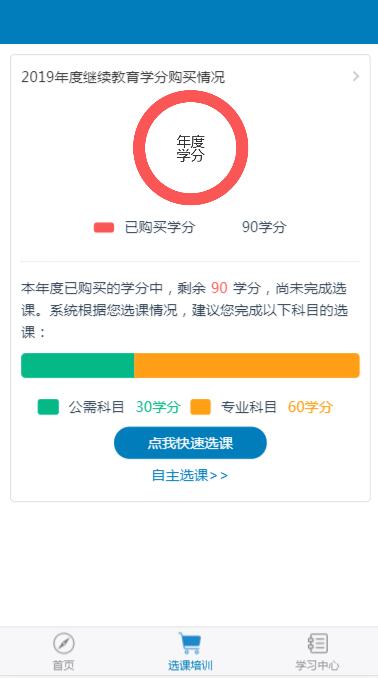 2019年度继续教育学分购买情况
年度
学分
已购买学分 90学分
本年度已购买的学分中，剩余 90 学分，尚未完成选
课。系统根据您选课情况，建议您完成以下科目的选
课：
公需科目 30学分 专业科目 60学分
点我快速选课
自主选课>>
首页 选课培训 学习中心